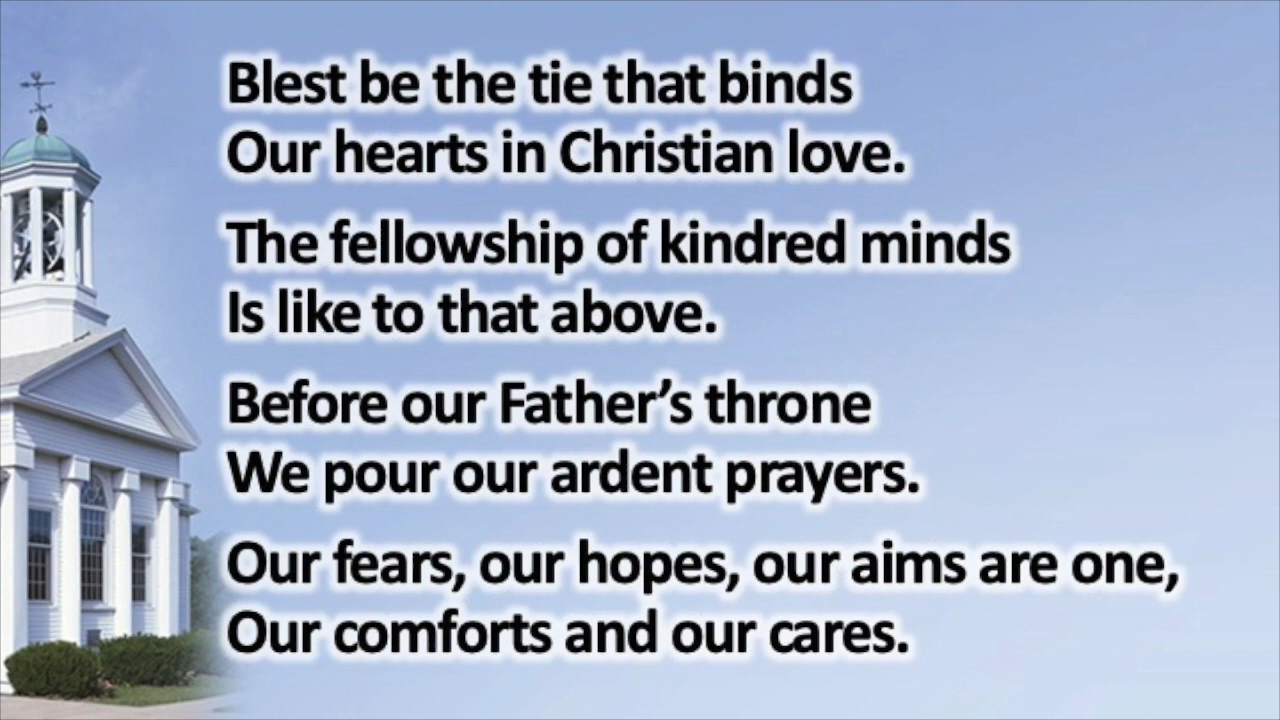 Blest be the tie that binds
Our hearts in Christian love.
The fellowship of kindred minds
Is like to that above.
Before our Father’s throne
We pour our ardent prayers.
Our fears, our hopes, our aims are one,
Our comforts and our cares.